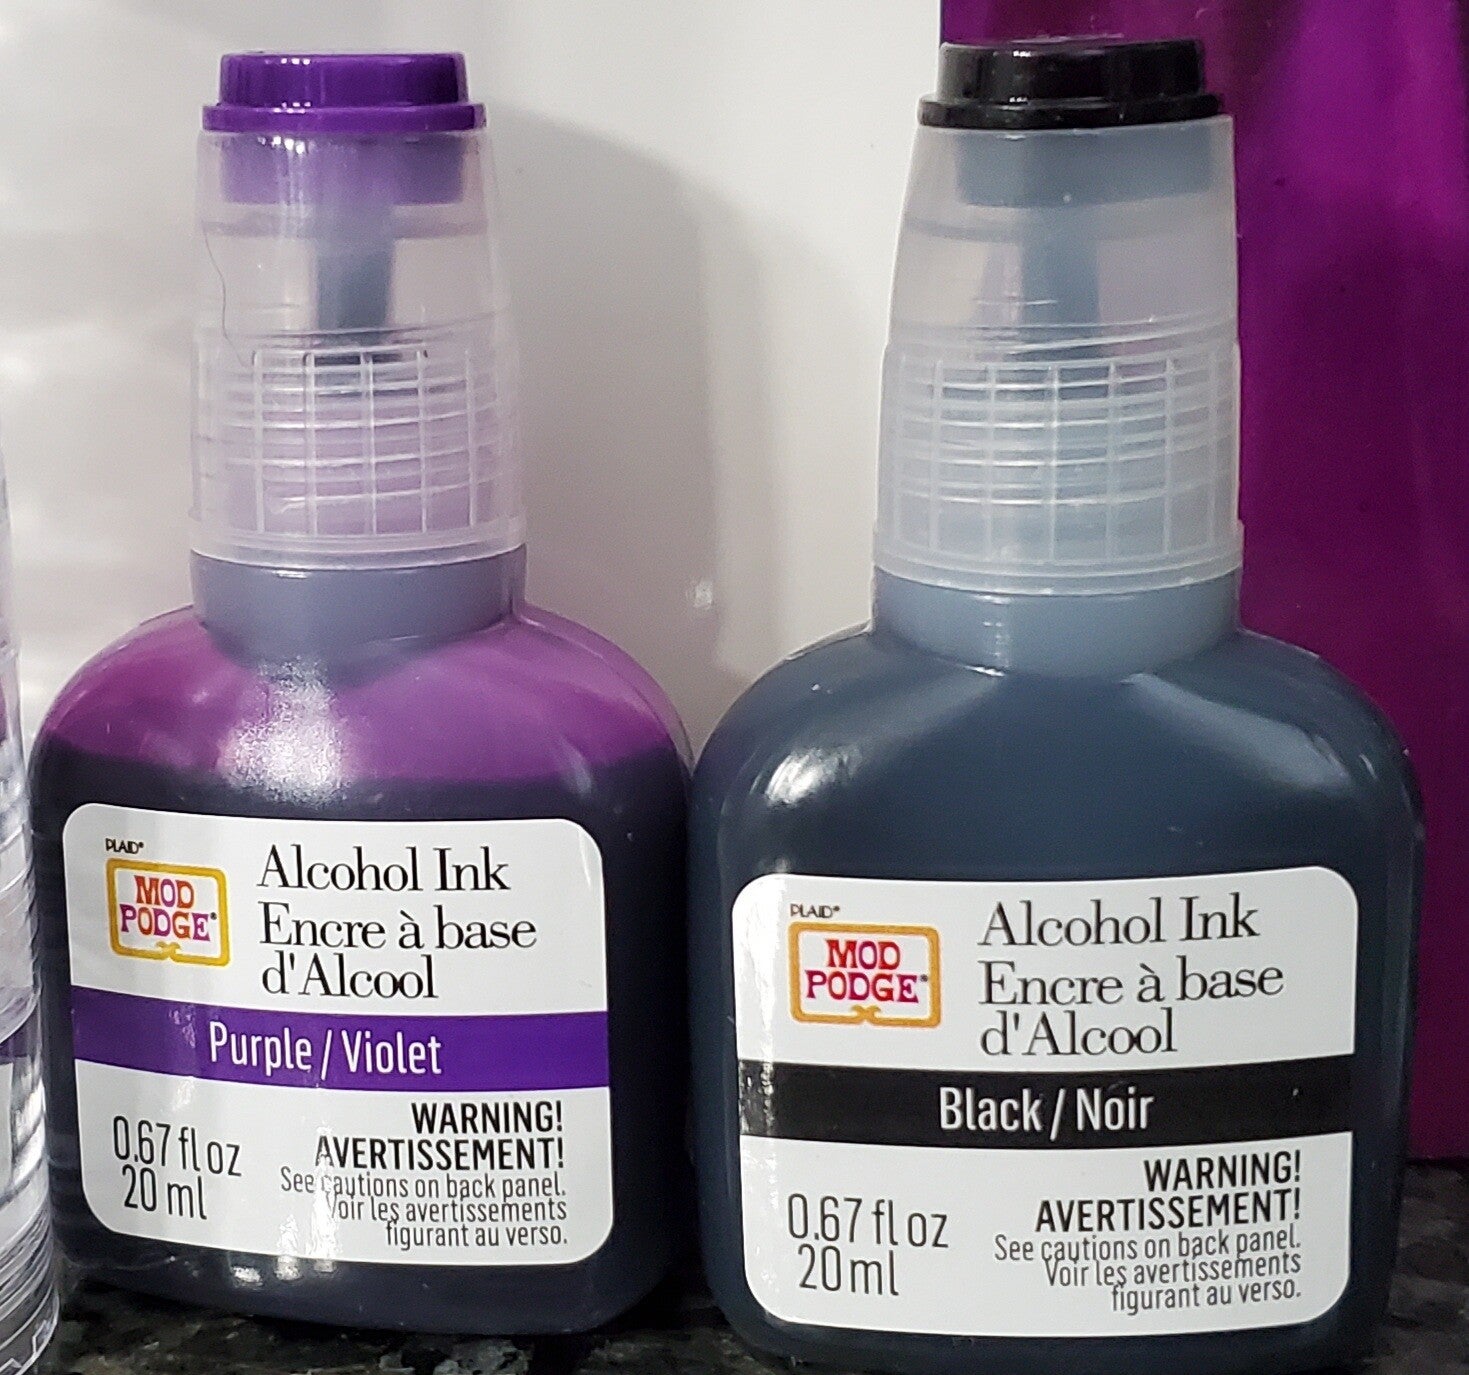 PLAID®
MOD
PODGE®
Alcohol Ink
Encre à base
d'Alcool
Purple / Violet
0.67 fl oz
20 ml
WARNING!
AVERTISSEMENT!
See cautions on back panel.
Voir les avertissements
figurant au verso.
PLAID®
MOD
PODGE®
Alcohol Ink
Encre à base
d'Alcool
Black / Noir
0.67 fl oz
20 ml
WARNING!
AVERTISSEMENT!
See cautions on back panel.
Voir les avertissements
figurant au verso.